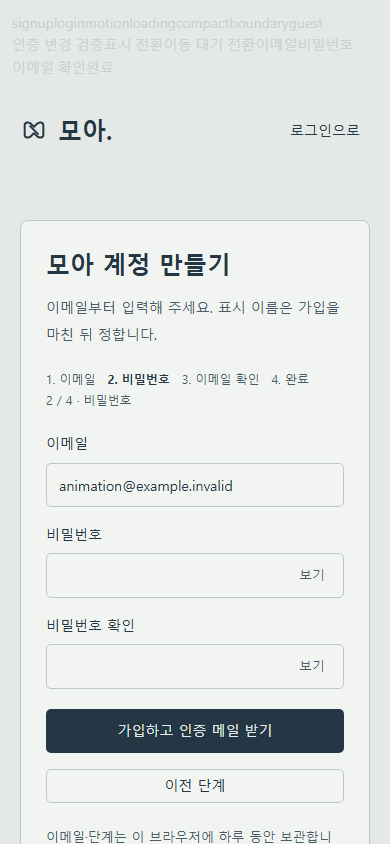 signuploginmotionloadingcompactboundaryguest
인증 변경 검증표시 전환이동 대기 전환이메일비밀번호
이메일 확인완료
모아.
로그인으로
모아 계정 만들기
이메일부터 입력해 주세요. 표시 이름은 가입을
마친 뒤 정합니다.
1. 이메일 2. 비밀번호 3. 이메일 확인 4. 완료
2 / 4 · 비밀번호
이메일
animation@example.invalid
비밀번호
보기
비밀번호 확인
보기
가입하고 인증 메일 받기
이전 단계
이메일·단계는 이 브라우저에 하루 동안 보관합니